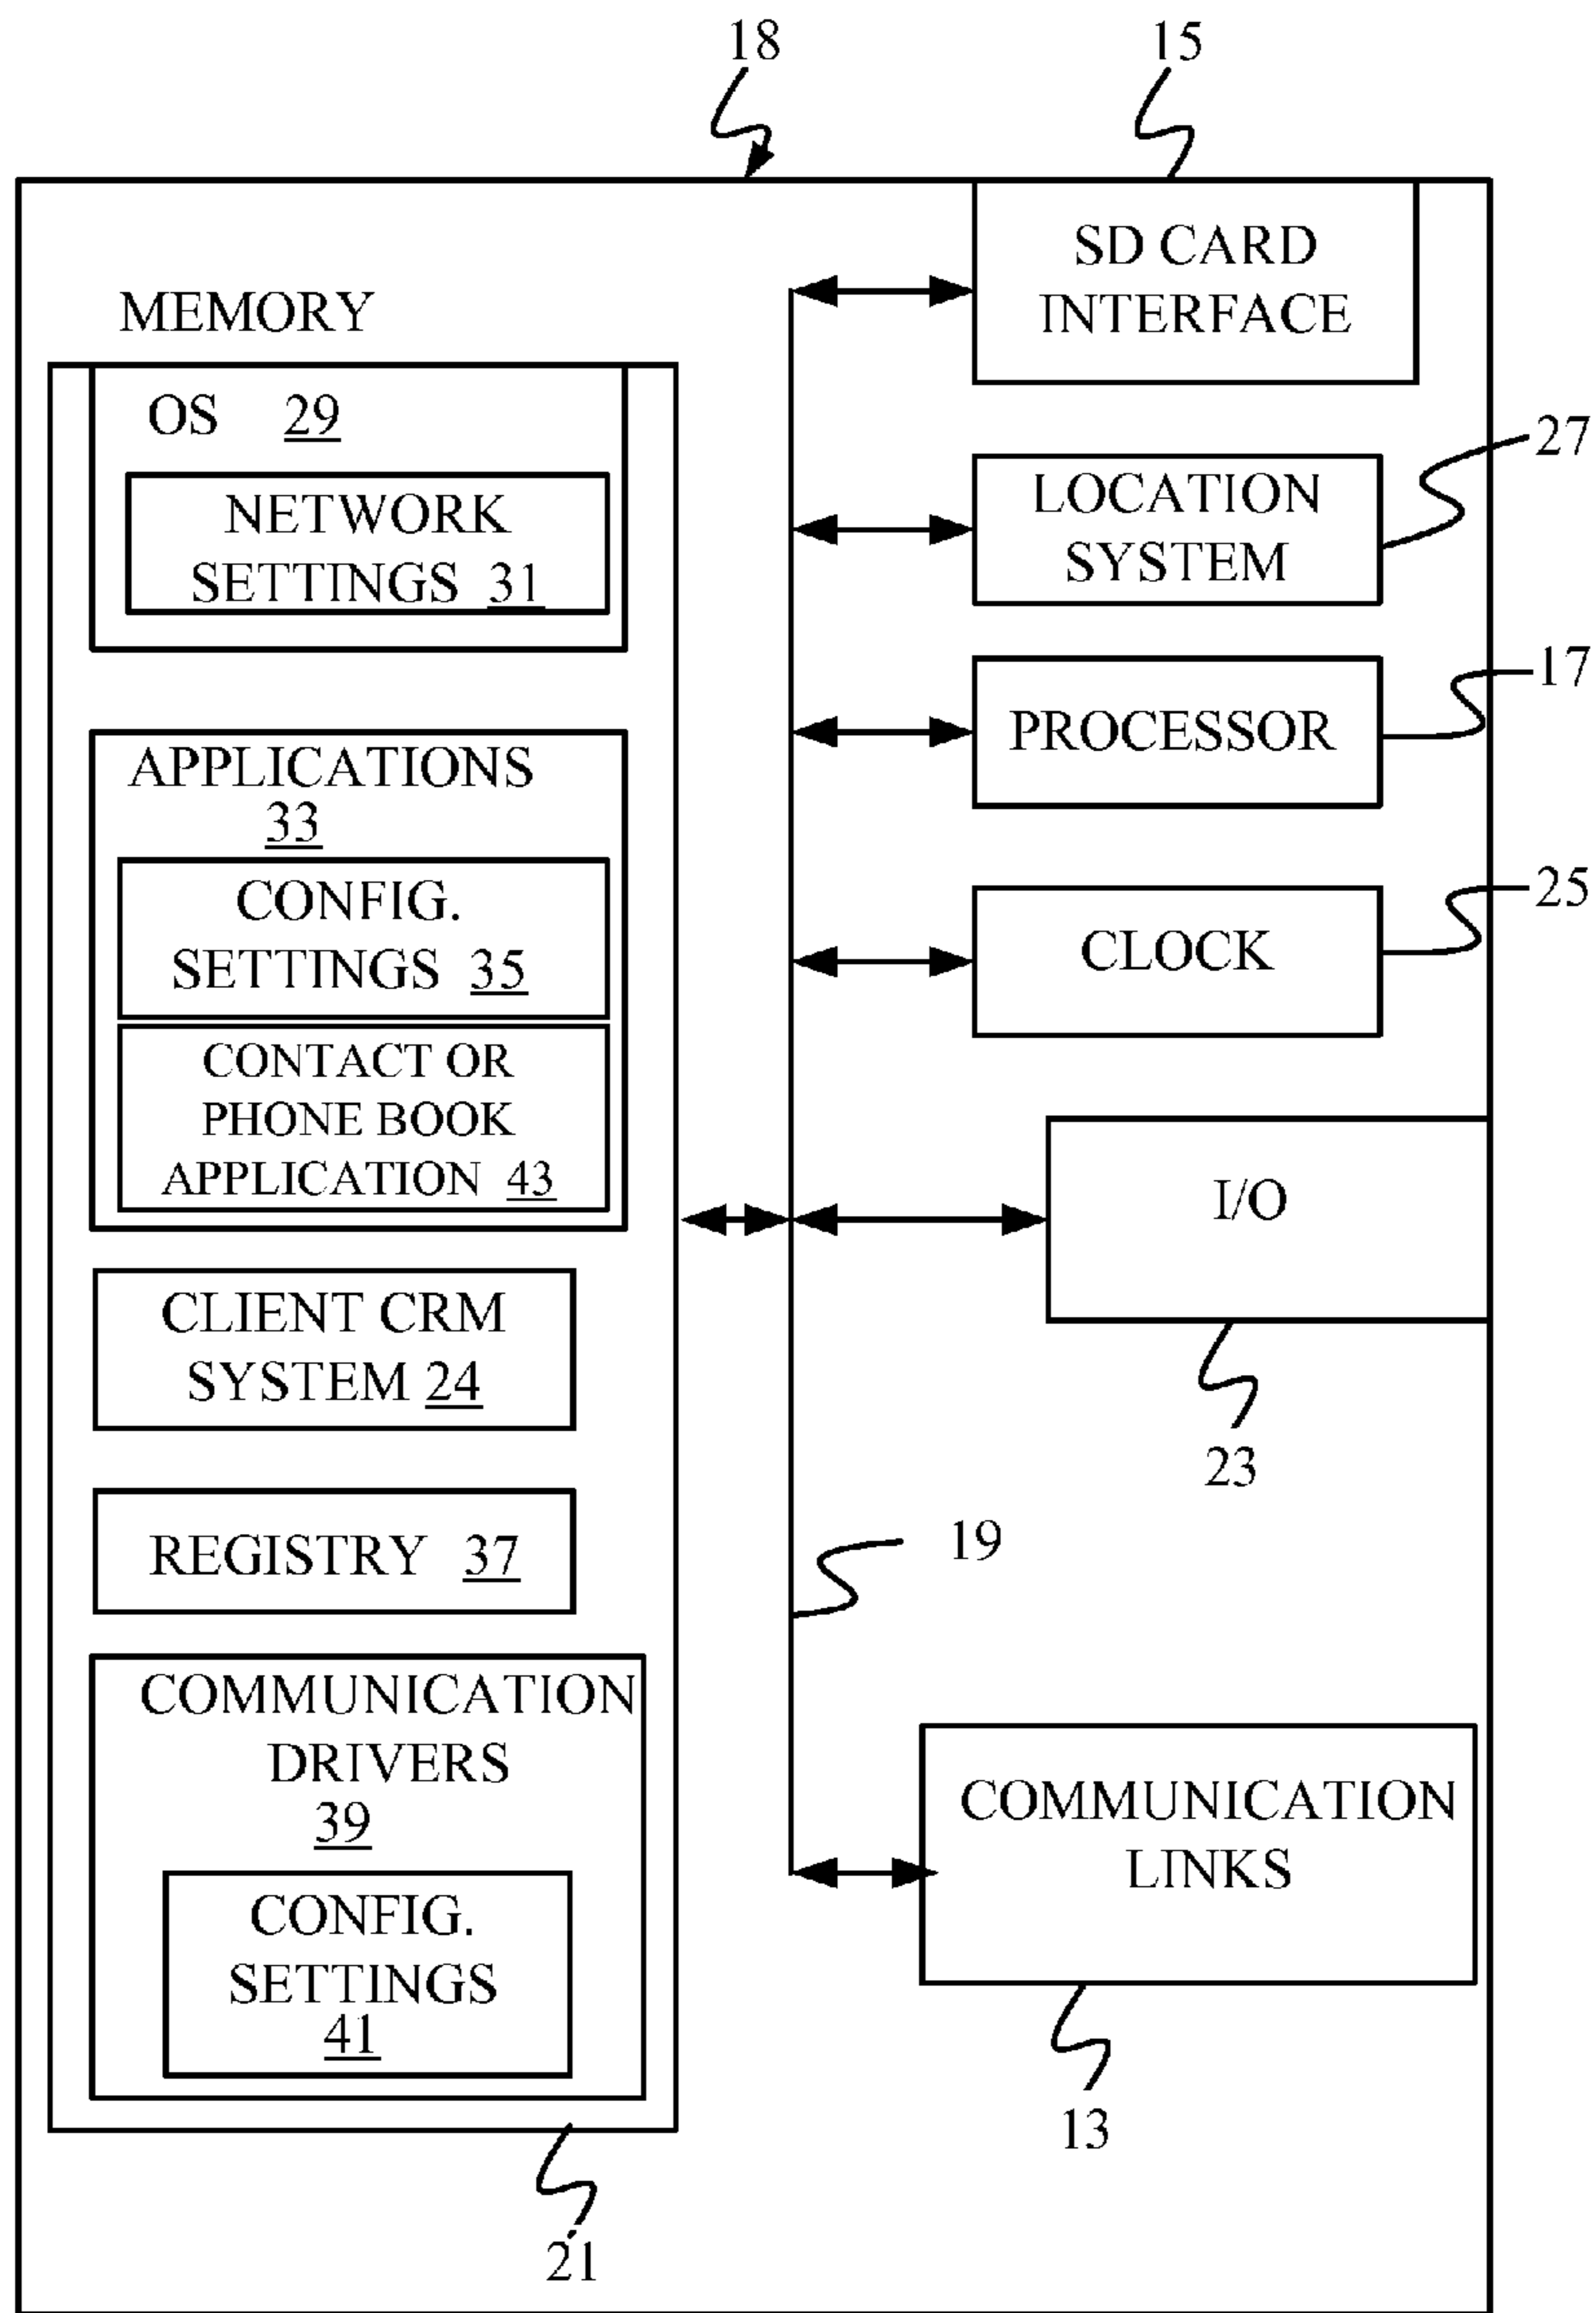 18
15
MEMORY
OS 29
NETWORK
SETTINGS 31
APPLICATIONS
33
CONFIG.
SETTINGS 35
CONTACT OR
PHONE BOOK
APPLICATION 43
CLIENT CRM
SYSTEM 24
REGISTRY 37
COMMUNICATION
DRIVERS
39
CONFIG.
SETTINGS
41
21
SD CARD
INTERFACE
LOCATION
SYSTEM
27
PROCESSOR
17
CLOCK
25
I/O
23
19
COMMUNICATION
LINKS
13